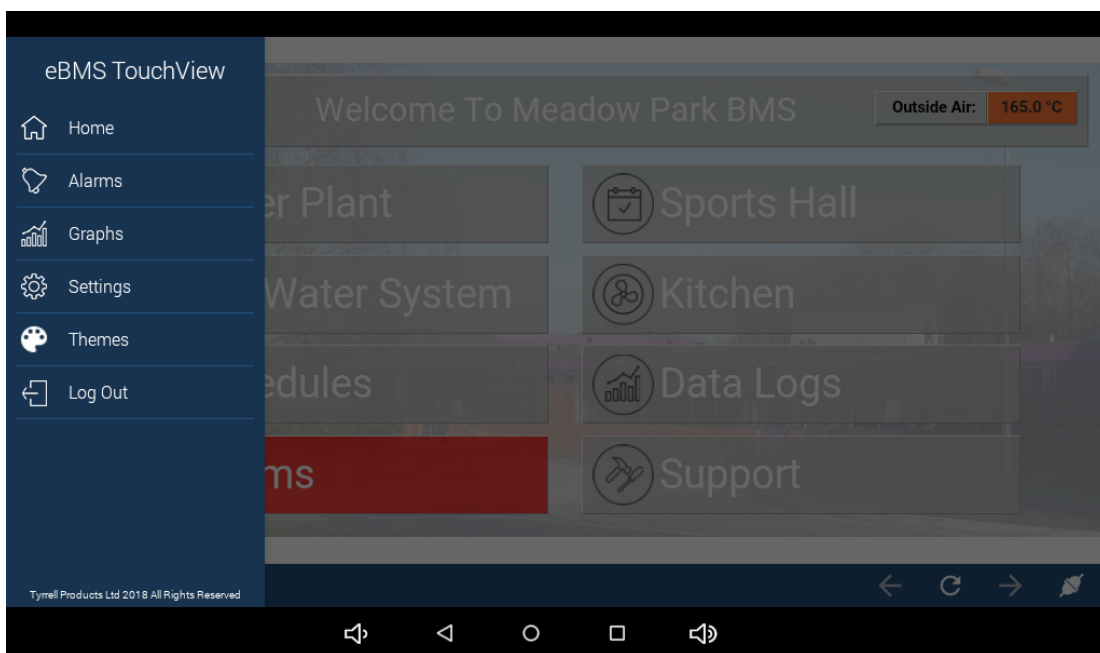 eBMS TouchView
Home
Alarms
Graphs
Settings
Themes
Log Out
Tyrrell Products Ltd 2018 All Rights Reserved
Welcome To Meadow Park BMS
Outside Air: 165.0 °C
er Plant
Sports Hall
Water System
Kitchen
edules
Data Logs
ms
Support